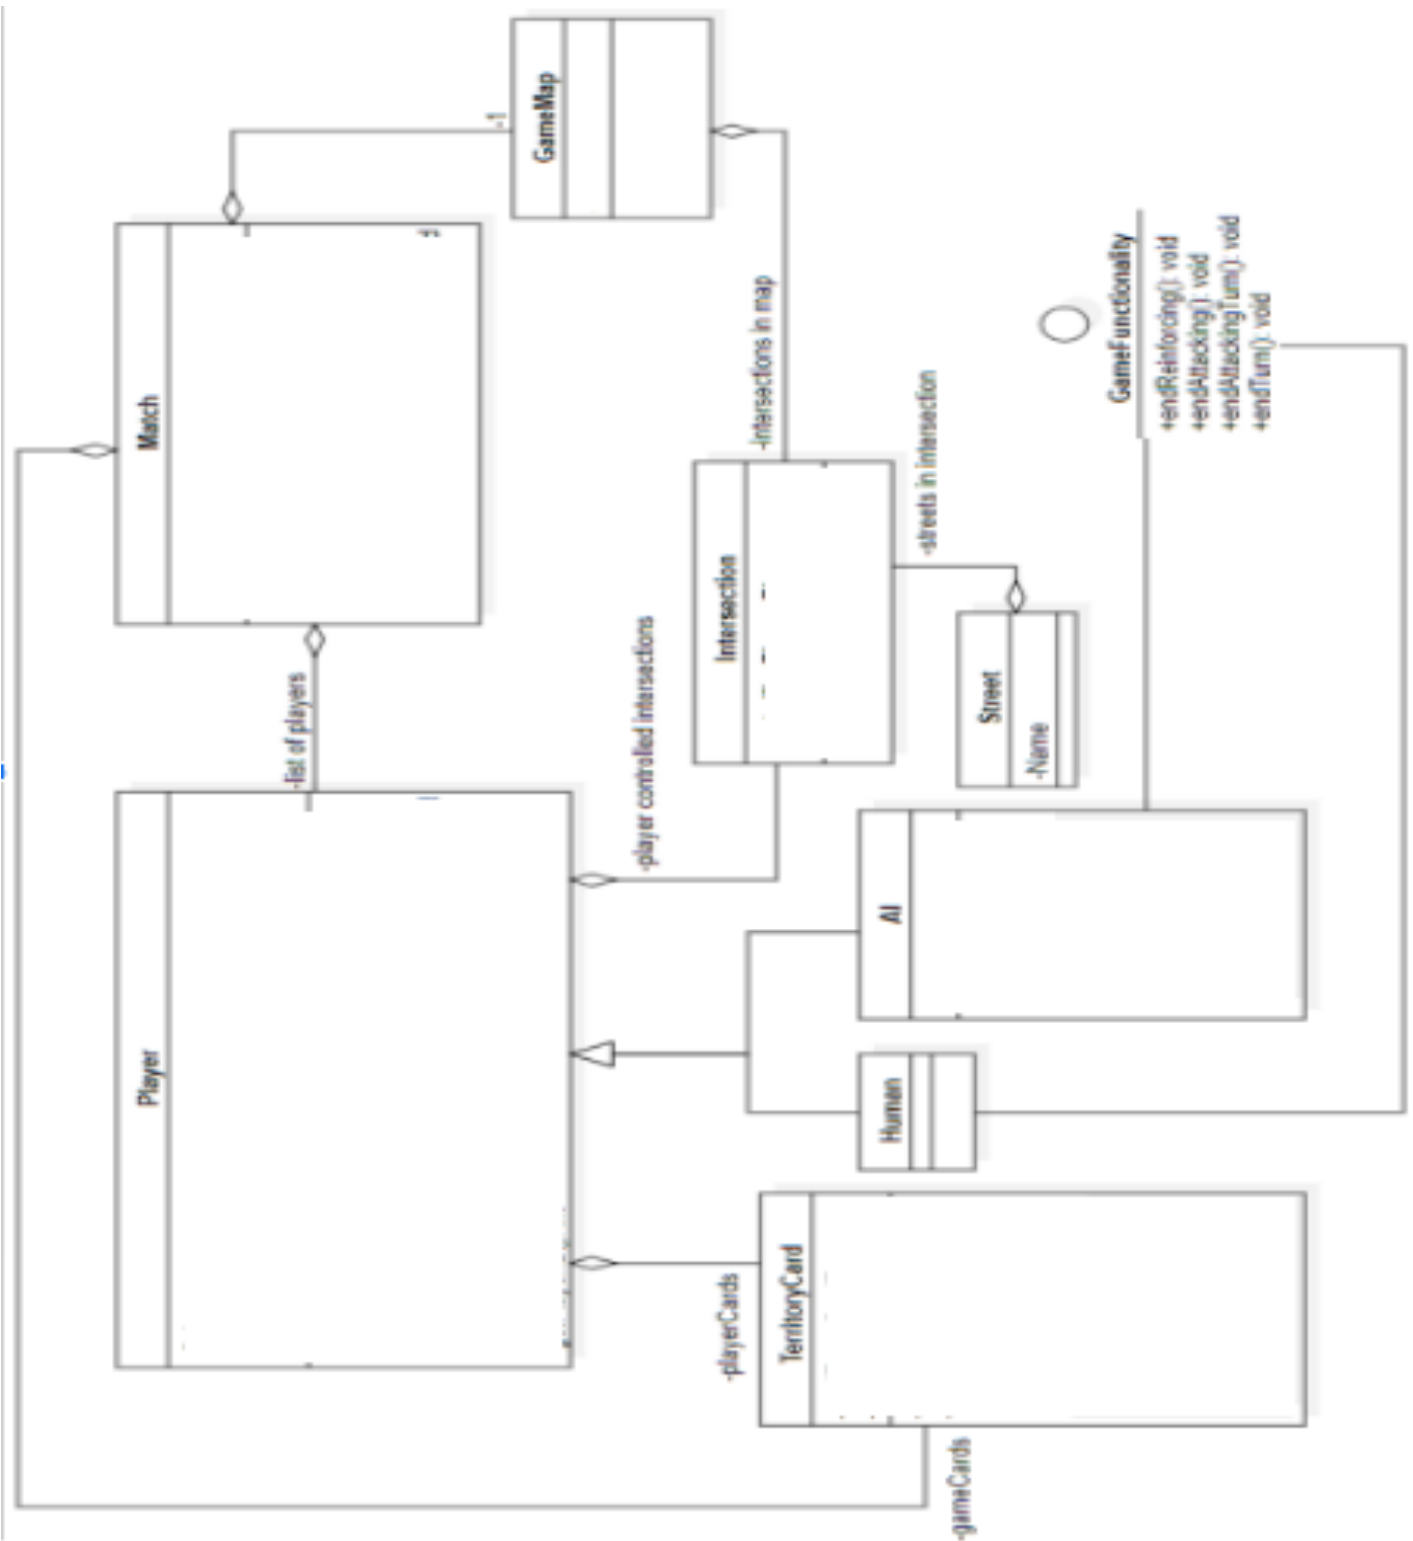 Player
-list of players
Match
-1
GameMap
-player controlled intersections
-intersections in map
Intersection
-streets in intersection
Street
-Name
AI
Human
-playerCards
TerritoryCard
-gameCards
GameFunctionality
+endReinforcing(): void
+endAttacking(): void
+endAttackingTurn(): void
+endTurn(): void